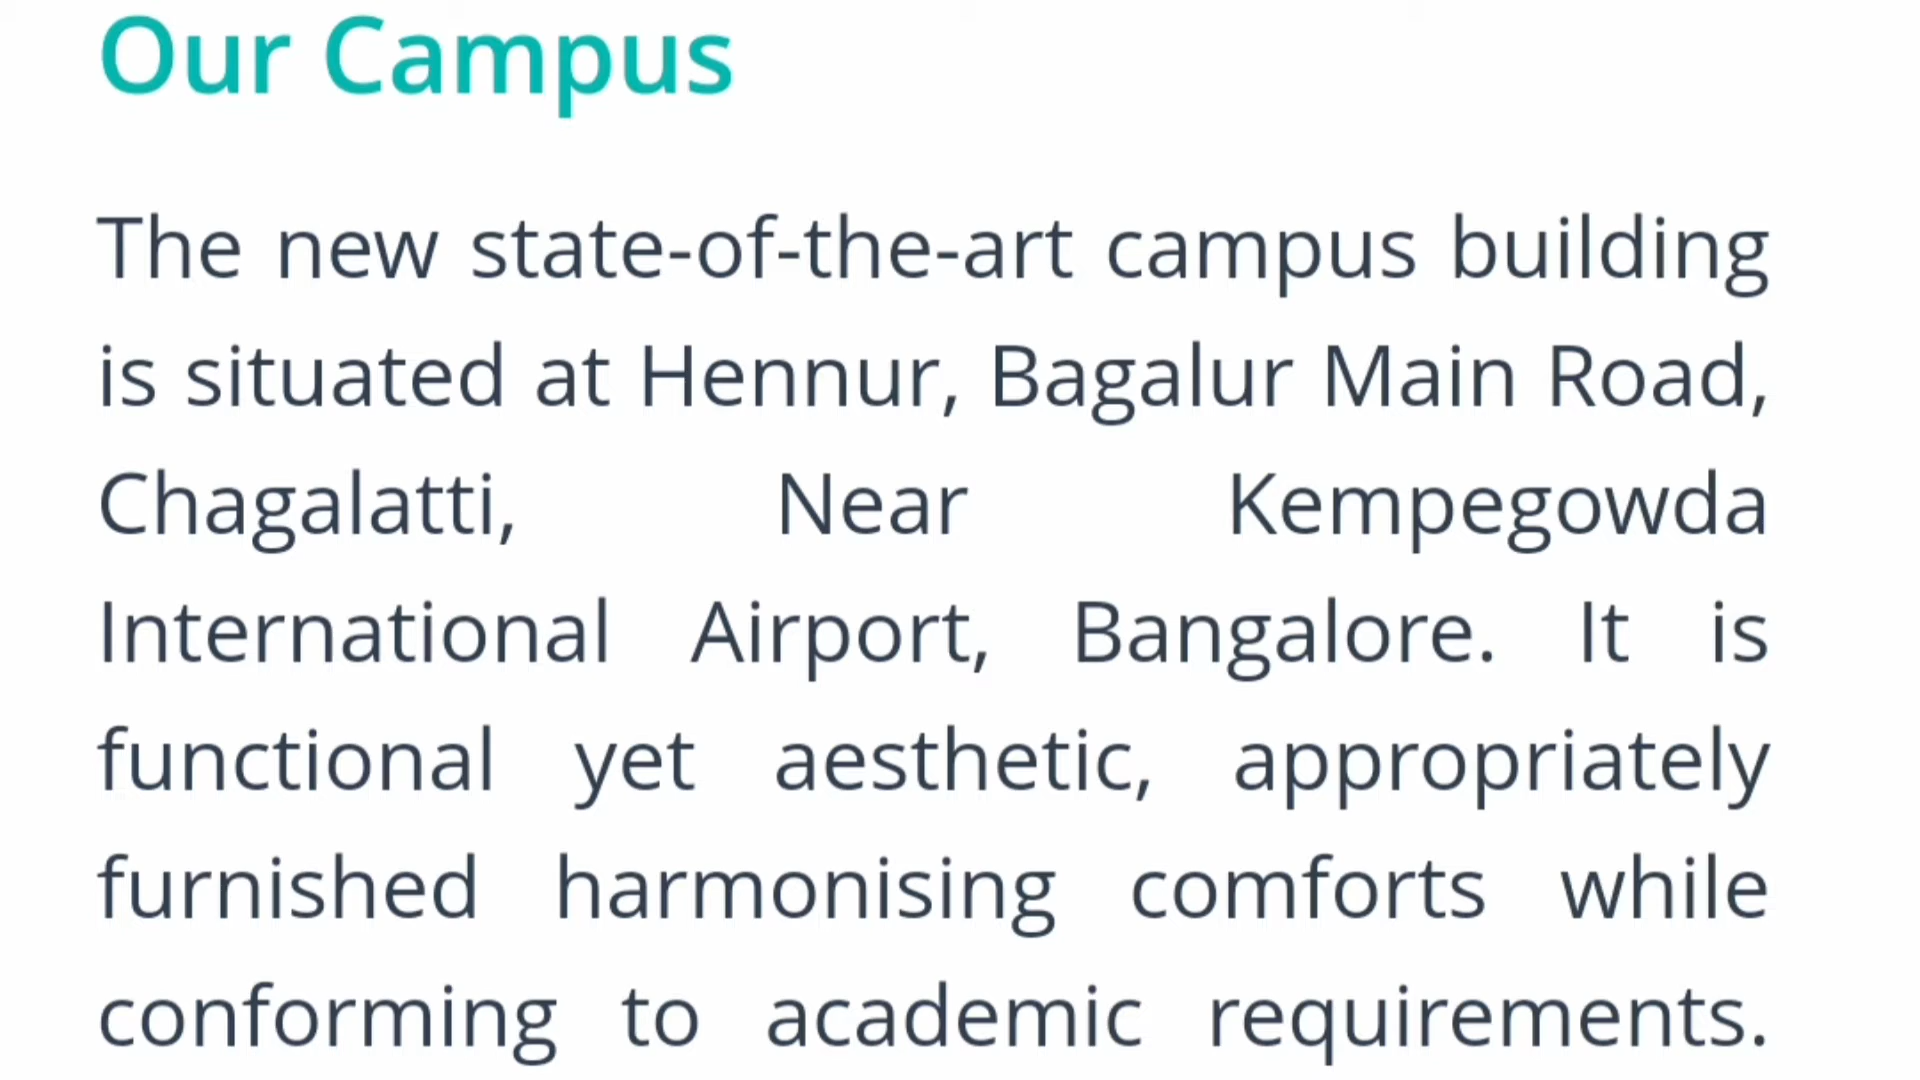 Our Campus
The new state-of-the-art campus building
is situated at Hennur, Bagalur Main Road,
Chagalatti, Near Kempegowda
International Airport, Bangalore. It is
functional yet aesthetic, appropriately
furnished harmonising comforts while
conforming to academic requirements.